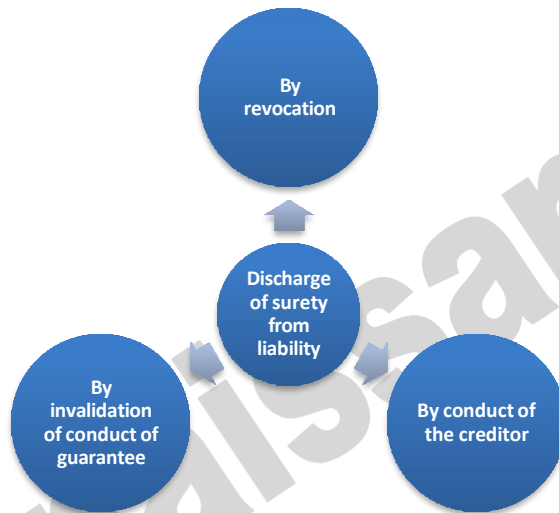 By
revocation
Discharge
of surety
from
liability
By
invalidation
of conduct of
guarantee
By conduct of
the creditor